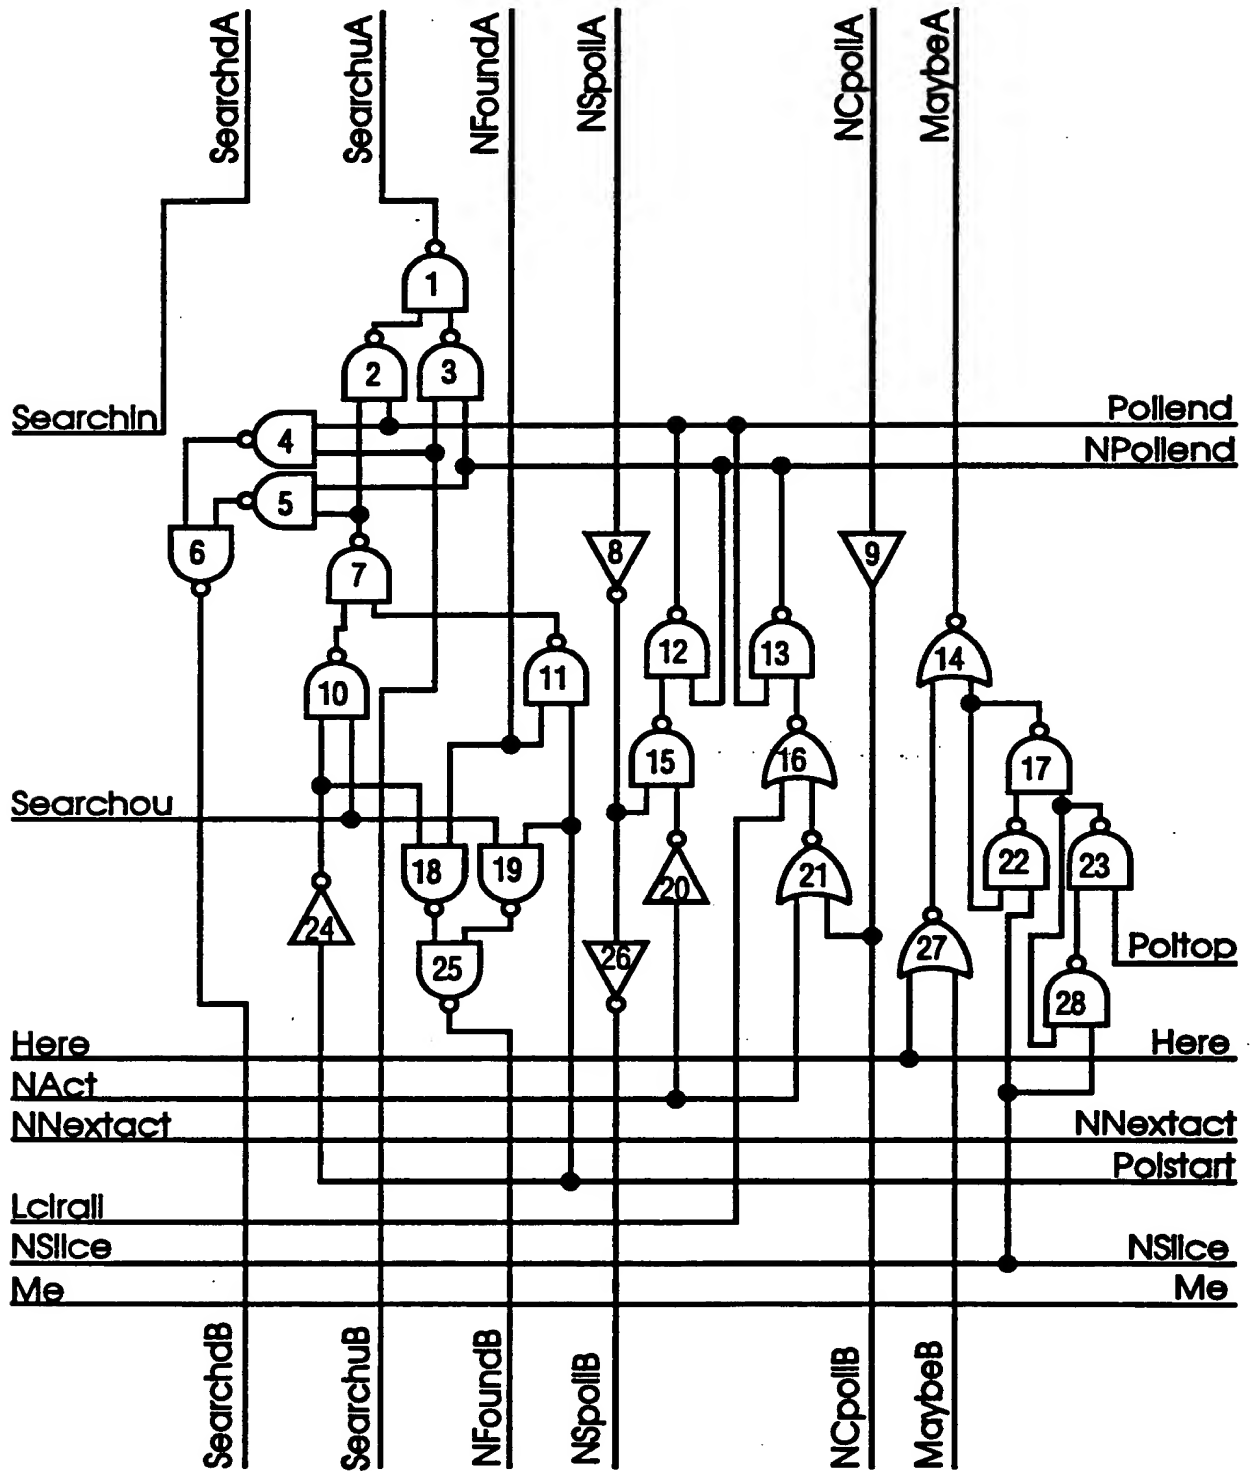 SearchdA
SearchuA
NFoundA
NSpollA
NCpollA
MaybeA
1
2
3
Searchin
4
Pollend
NPollend
5
6
7
8
9
10
11
12
13
14
15
16
17
Searchou
18
19
20
21
22
23
24
25
26
27
28
Poltop
Here
Here
NAct
NNextact
NNextact
Polstart
Lclrall
NSlice
NSlice
Me
Me
SearchdB
SearchuB
NFoundB
NSpollB
NCpollB
MaybeB